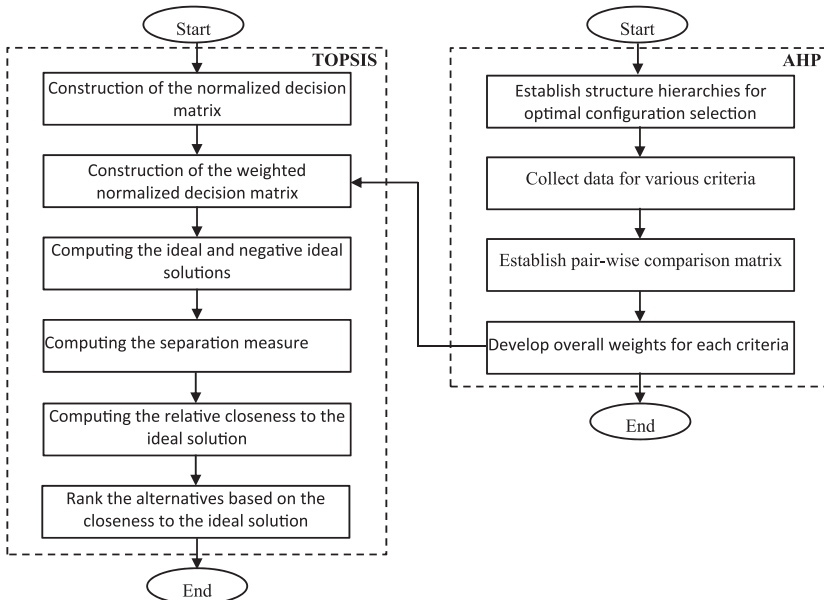 Start
TOPSIS
Construction of the normalized decision
matrix
Construction of the weighted
normalized decision matrix
Computing the ideal and negative ideal
solutions
Computing the separation measure
Computing the relative closeness to the
ideal solution
Rank the alternatives based on the
closeness to the ideal solution
End
Start
AHP
Establish structure hierarchies for
optimal configuration selection
Collect data for various criteria
Establish pair-wise comparison matrix
Develop overall weights for each criteria
End